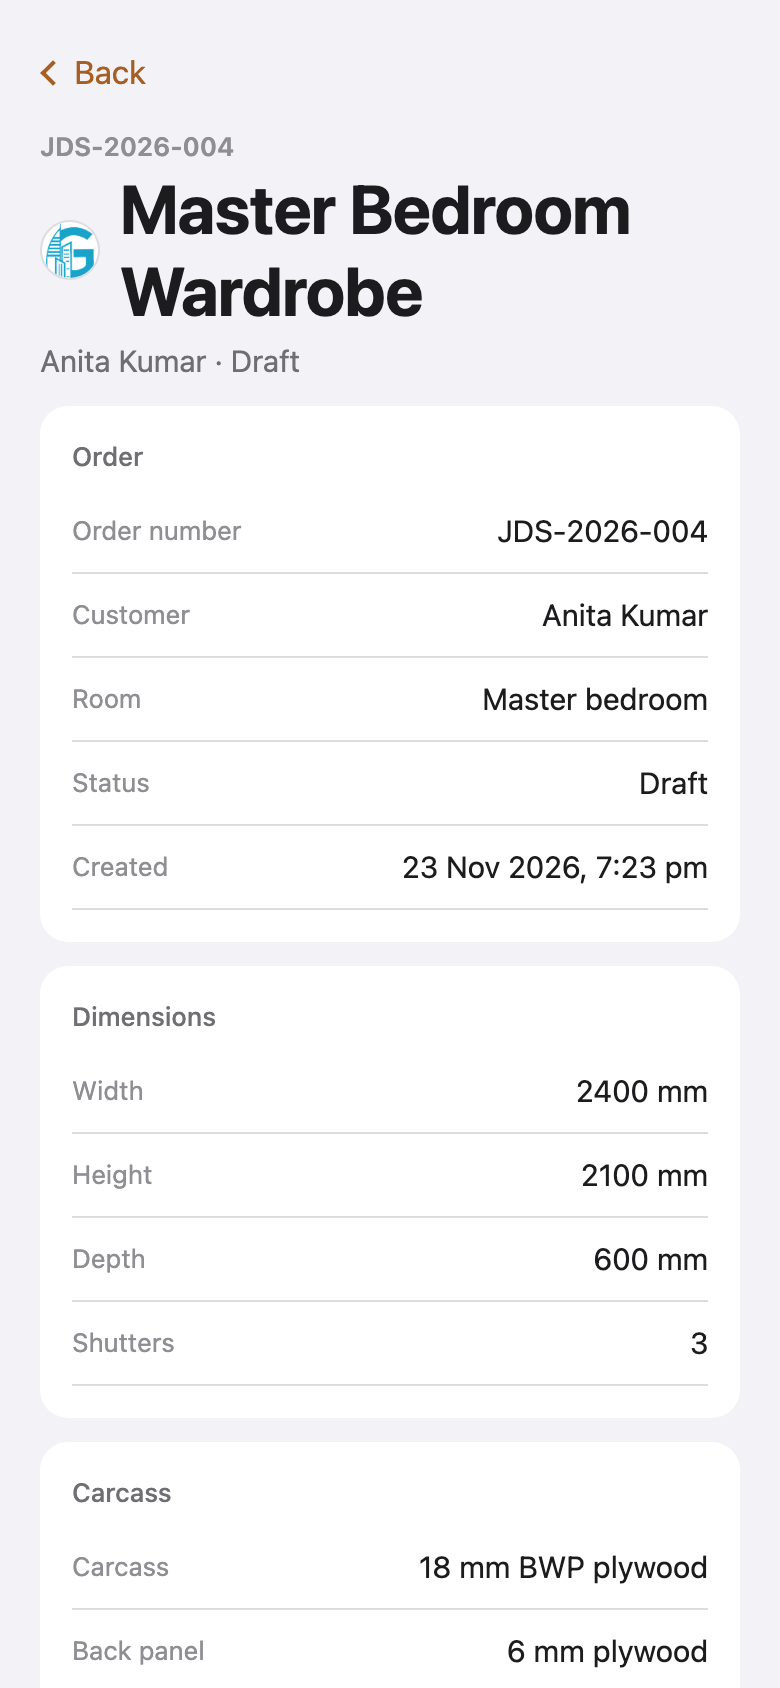 Back
JDS-2026-004
Master Bedroom
Wardrobe
Anita Kumar · Draft
Order
Order number JDS-2026-004
Customer Anita Kumar
Room Master bedroom
Status Draft
Created 23 Nov 2026, 7:23 pm
Dimensions
Width 2400 mm
Height 2100 mm
Depth 600 mm
Shutters 3
Carcass
Carcass 18 mm BWP plywood
Back panel 6 mm plywood